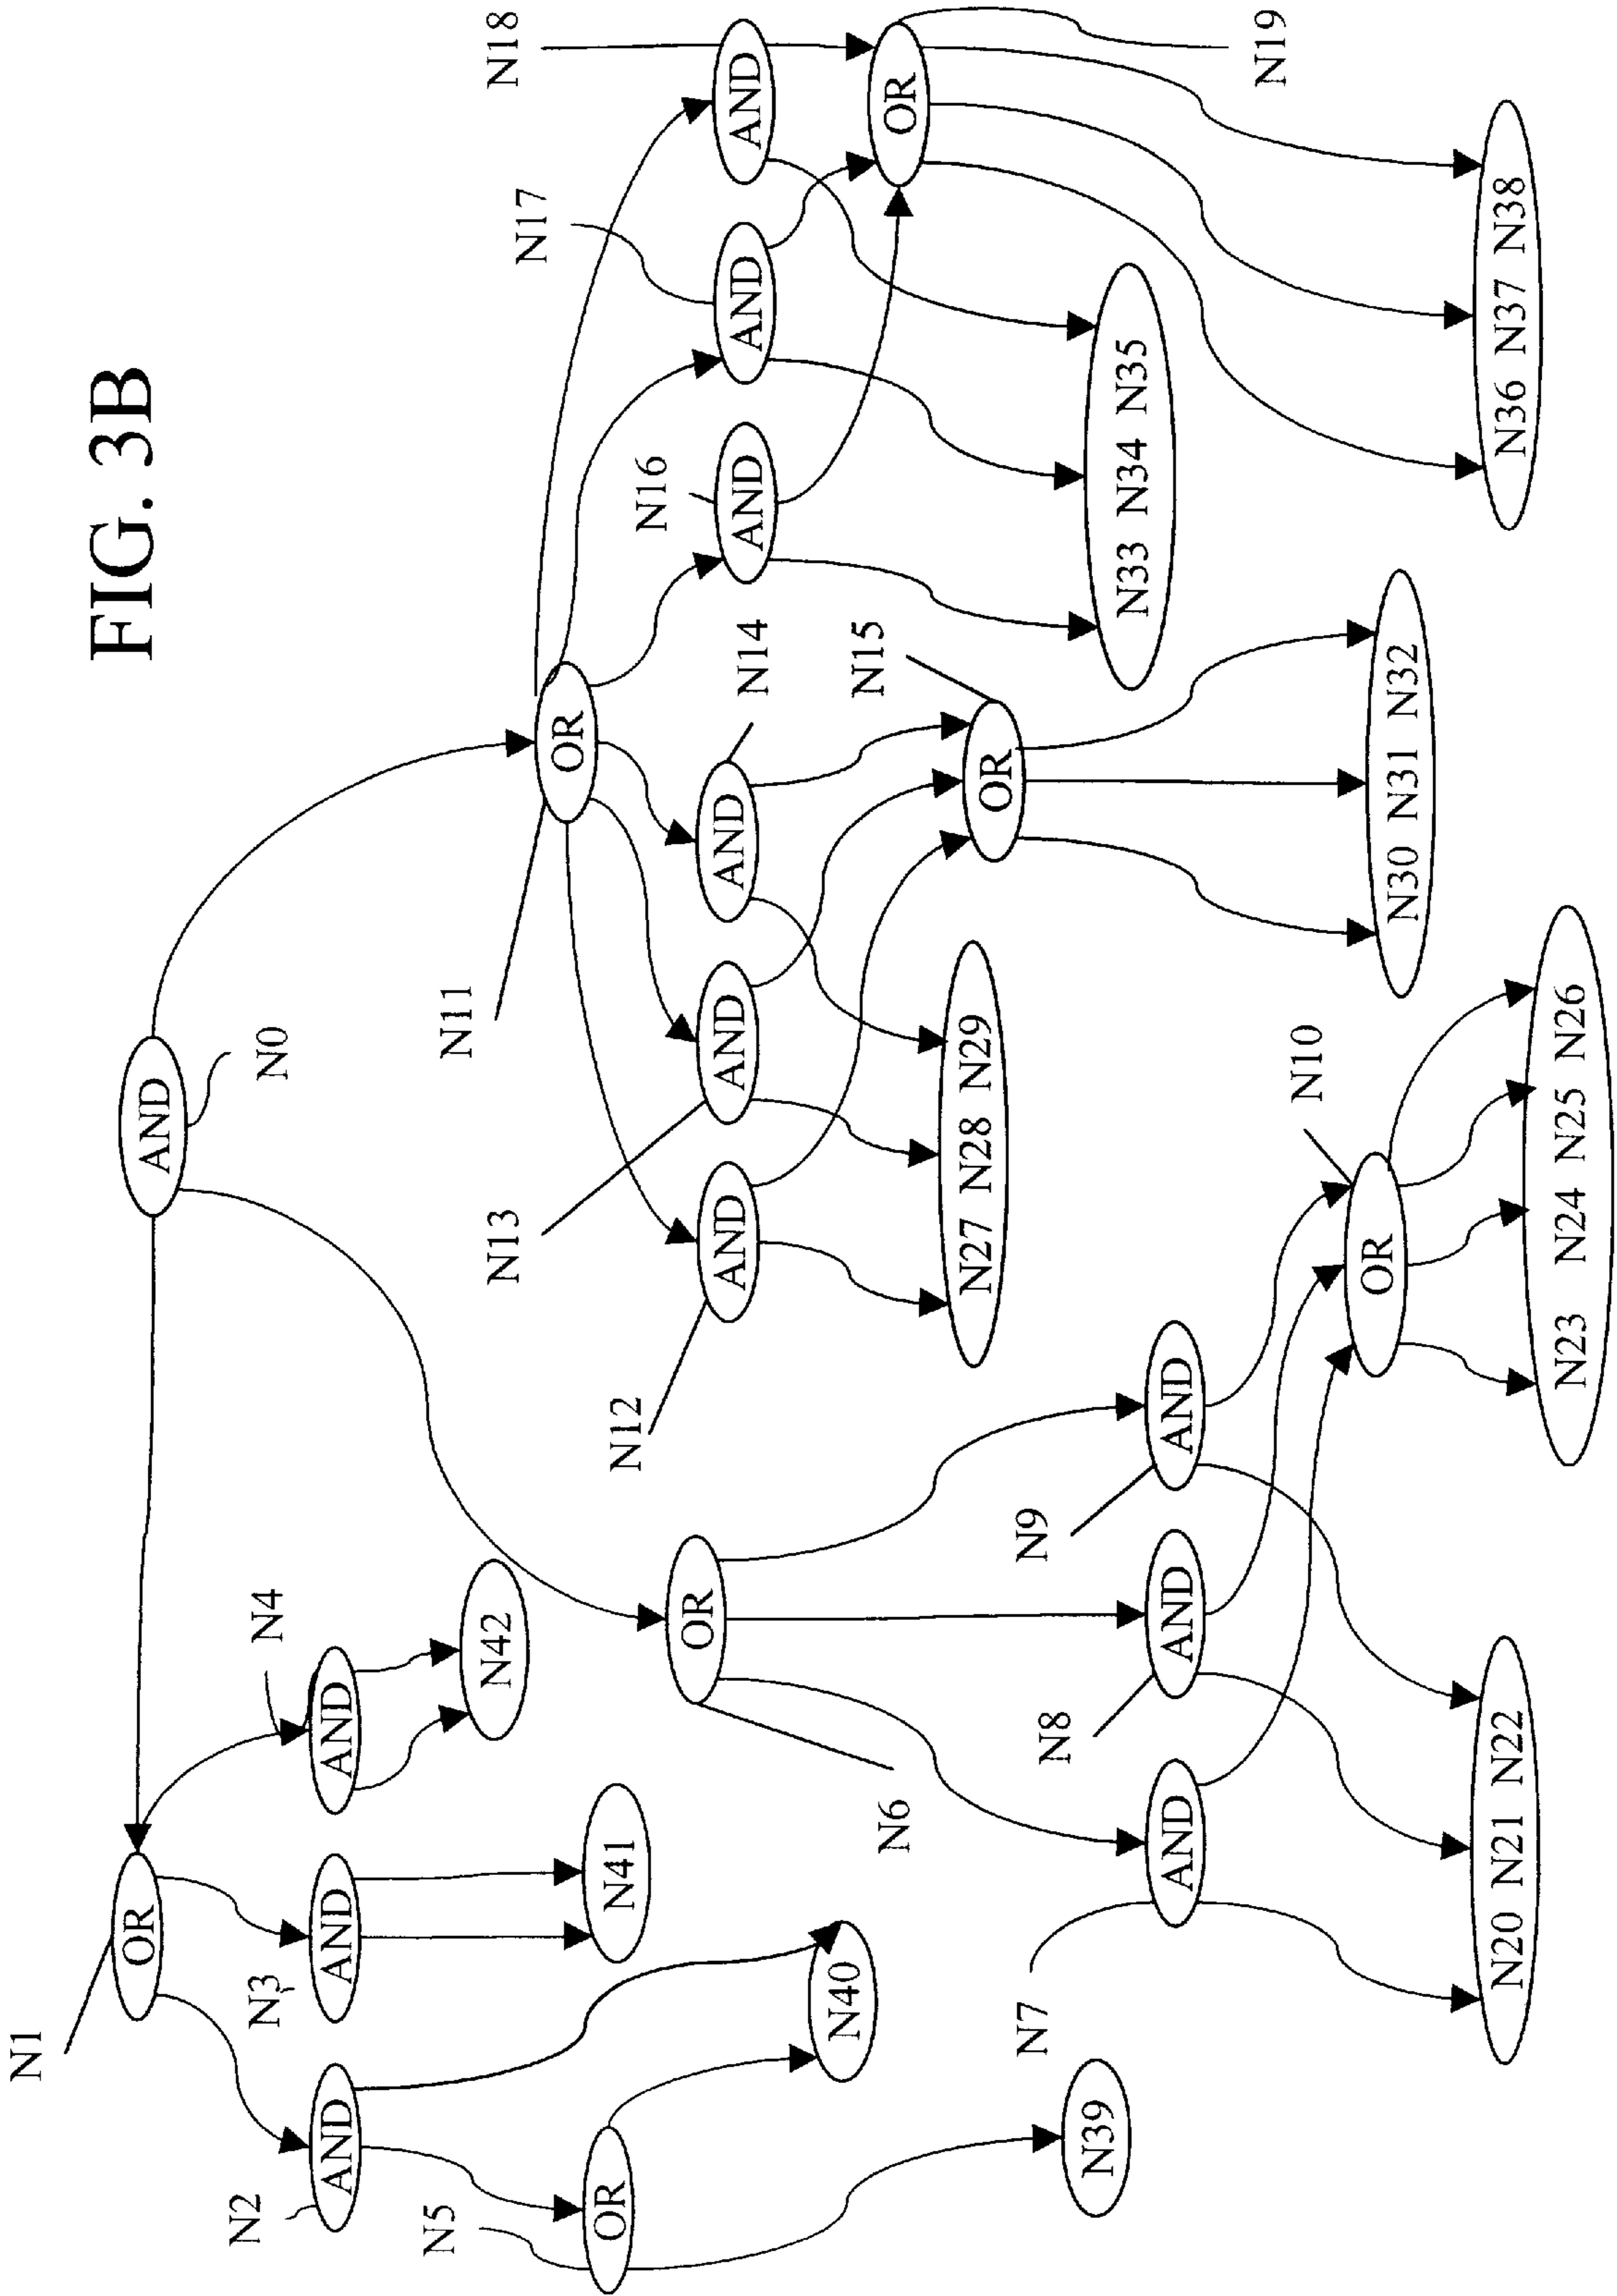 FIG. 3B
AND
N0
N1
OR
N2
AND
N3
AND
N4
AND
N5
OR
N42
N41
N40
N39
N6
OR
N7
AND
N8
AND
N9
AND
N10
OR
N20 N21 N22
N23 N24 N25 N26
N11
OR
N12
AND
N13
AND
N14
AND
N15
OR
N27 N28 N29
N30 N31 N32
N16
AND
N17
AND
N18
AND
OR
N19
N33 N34 N35
N36 N37 N38